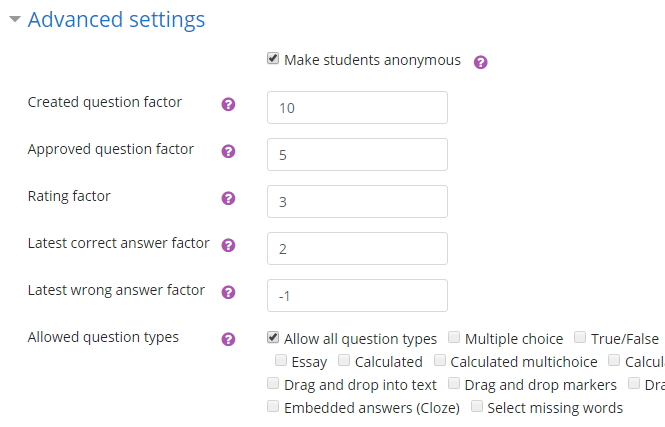 Advanced settings
Make students anonymous
Created question factor 10
Approved question factor 5
Rating factor 3
Latest correct answer factor 2
Latest wrong answer factor -1
Allowed question types Allow all question types Multiple choice True/False
Essay Calculated Calculated multichoice
Drag and drop into text Drag and drop markers
Embedded answers (Cloze) Select missing words